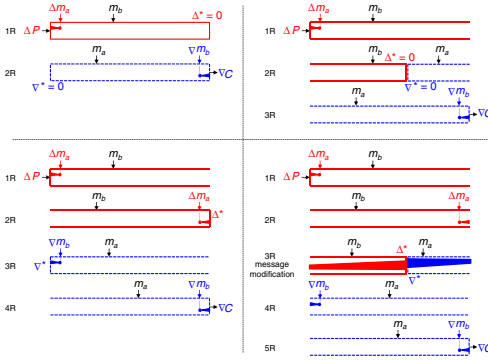 Δm_a m_b Δ* = 0
1R ΔP
m_a ∇m_b
2R
∇* = 0 ∇C
Δm_a m_b
1R ΔP
m_b Δ* = 0 m_a
2R
∇* = 0
m_a ∇m_b
3R
∇C
Δm_a m_b
1R ΔP
m_b Δm_a
2R Δ*
∇m_b m_a
3R ∇*
m_a ∇m_b
4R ∇C
Δm_a m_b
1R ΔP
m_b Δm_a
2R
3R Δ* m_a
message
modification ∇*
∇m_b m_a
4R
m_a ∇m_b
5R ∇C